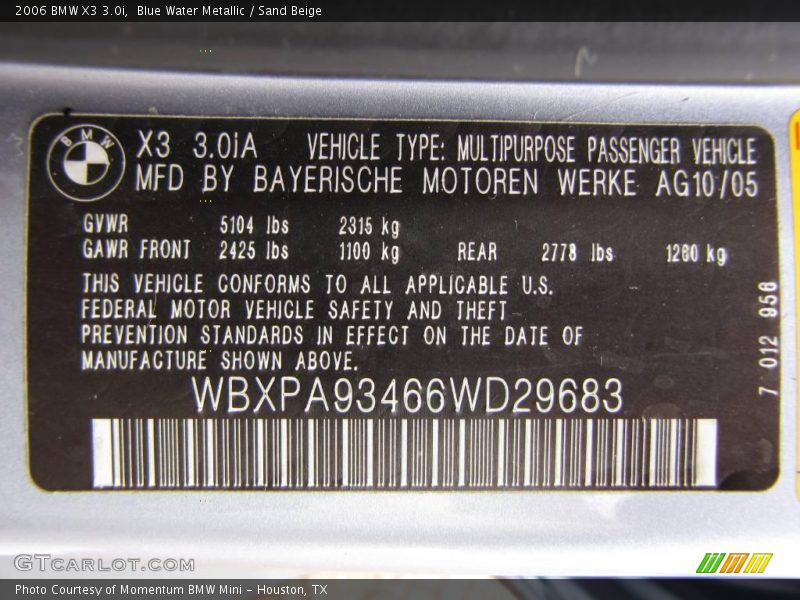 2006 BMW X3 3.0i,  Blue Water Metallic / Sand Beige
BMW
X3 3.0iA VEHICLE TYPE: MULTIPURPOSE PASSENGER VEHICLE
MFD BY BAYERISCHE MOTOREN WERKE AG10/05
GVWR 5104 lbs 2315 kg
GAWR FRONT 2425 lbs 1100 kg REAR 2778 lbs 1260 kg
THIS VEHICLE CONFORMS TO ALL APPLICABLE U.S.
FEDERAL MOTOR VEHICLE SAFETY AND THEFT
PREVENTION STANDARDS IN EFFECT ON THE DATE OF
MANUFACTURE SHOWN ABOVE.
7 012 956
WBXPA93466WD29683
GTCARLOT.COM
Photo Courtesy of Momentum BMW Mini - Houston, TX